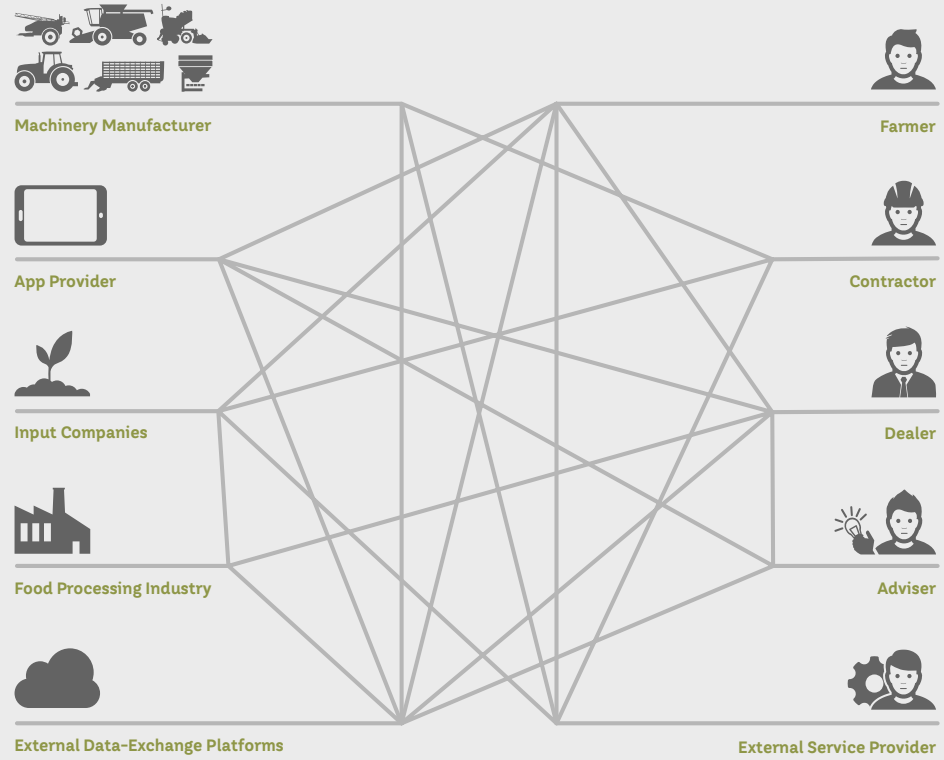 Machinery Manufacturer
Farmer
App Provider
Contractor
Input Companies
Dealer
Food Processing Industry
Adviser
External Data-Exchange Platforms
External Service Provider